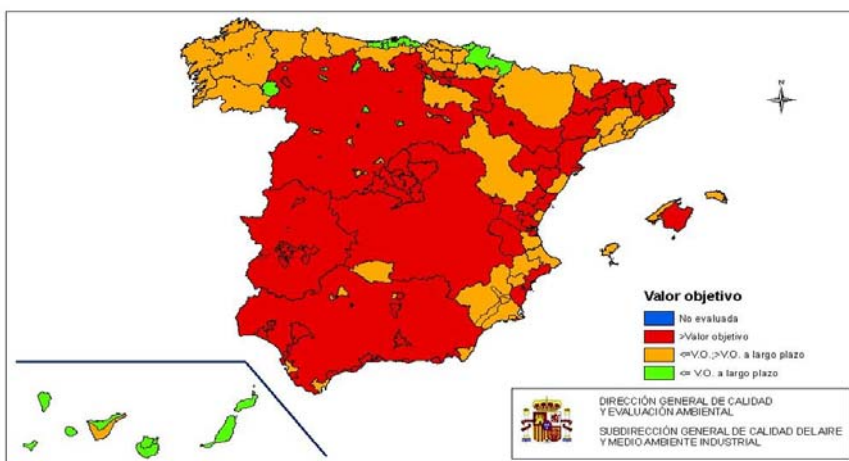 N
Valor objetivo
No evaluada
>Valor objetivo
<=V.O.;>V.O. a largo plazo
<= V.O. a largo plazo
DIRECCIÓN GENERAL DE CALIDAD
Y EVALUACIÓN AMBIENTAL
SUBDIRECCIÓN GENERAL DE CALIDAD DEL AIRE
Y MEDIO AMBIENTE INDUSTRIAL